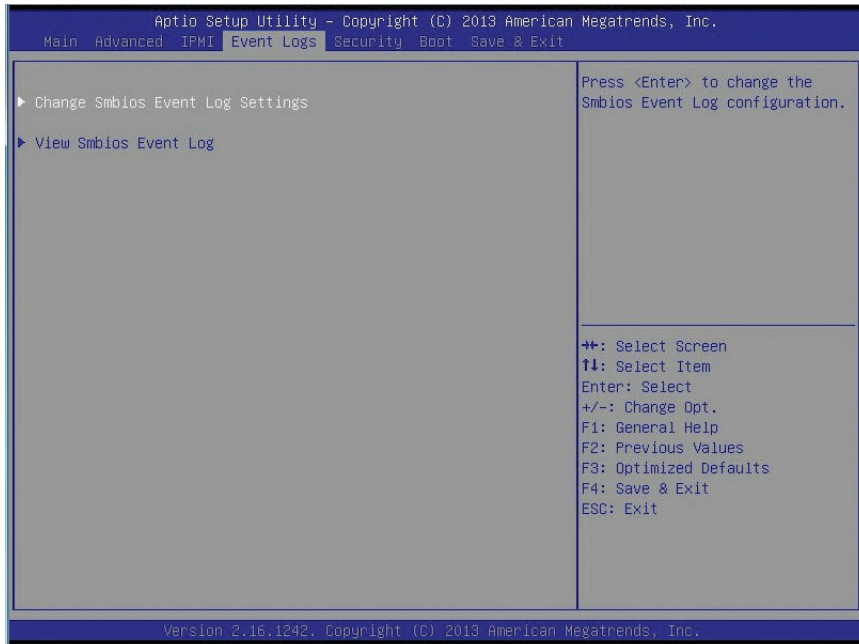 Aptio Setup Utility – Copyright (C) 2013 American Megatrends, Inc.
Main Advanced IPMI Event Logs Security Boot Save & Exit
Change Smbios Event Log Settings
View Smbios Event Log
Press <Enter> to change the
Smbios Event Log configuration.
→←: Select Screen
↑↓: Select Item
Enter: Select
+/-: Change Opt.
F1: General Help
F2: Previous Values
F3: Optimized Defaults
F4: Save & Exit
ESC: Exit
Version 2.16.1242. Copyright (C) 2013 American Megatrends, Inc.